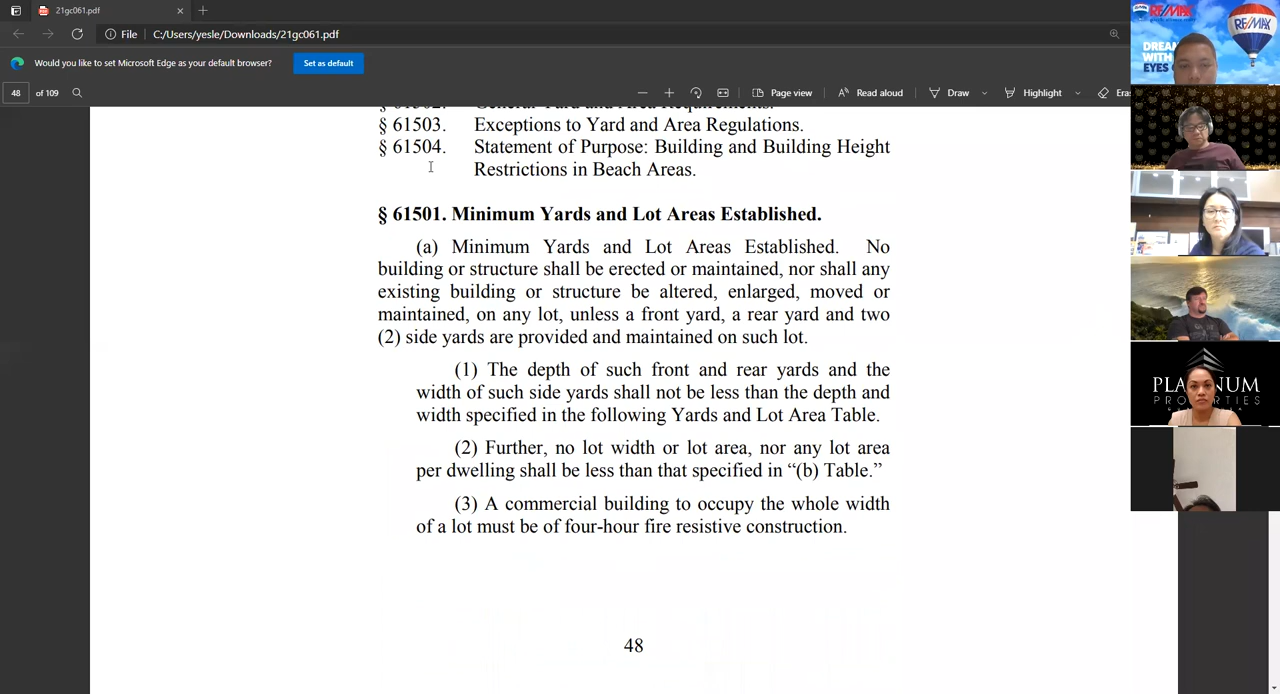 21gc061.pdf
File
C:/Users/yesle/Downloads/21gc061.pdf
Would you like to set Microsoft Edge as your default browser?
Set as default
48
of 109
Page view
Read aloud
Draw
Highlight
General Yard and Area Requirements.
§ 61503. Exceptions to Yard and Area Regulations.
§ 61504. Statement of Purpose: Building and Building Height
Restrictions in Beach Areas.
§ 61501. Minimum Yards and Lot Areas Established.
(a) Minimum Yards and Lot Areas Established. No
building or structure shall be erected or maintained, nor shall any
existing building or structure be altered, enlarged, moved or
maintained, on any lot, unless a front yard, a rear yard and two
(2) side yards are provided and maintained on such lot.
(1) The depth of such front and rear yards and the
width of such side yards shall not be less than the depth and
width specified in the following Yards and Lot Area Table.
(2) Further, no lot width or lot area, nor any lot area
per dwelling shall be less than that specified in “(b) Table.”
(3) A commercial building to occupy the whole width
of a lot must be of four-hour fire resistive construction.
48
RE/MAX
RE/MAX
WITH
EYES